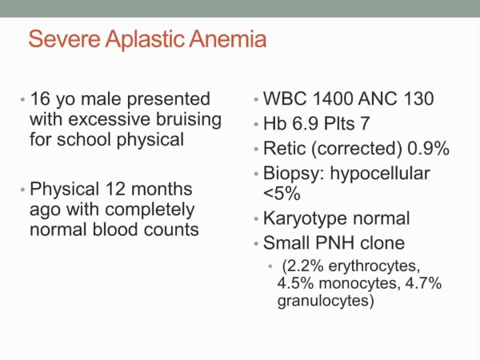 Severe Aplastic Anemia
• 16 yo male presented
with excessive bruising
for school physical
• Physical 12 months
ago with completely
normal blood counts
• WBC 1400 ANC 130
• Hb 6.9 Plts 7
• Retic (corrected) 0.9%
• Biopsy: hypocellular
<5%
• Karyotype normal
• Small PNH clone
• (2.2% erythrocytes,
4.5% monocytes, 4.7%
granulocytes)